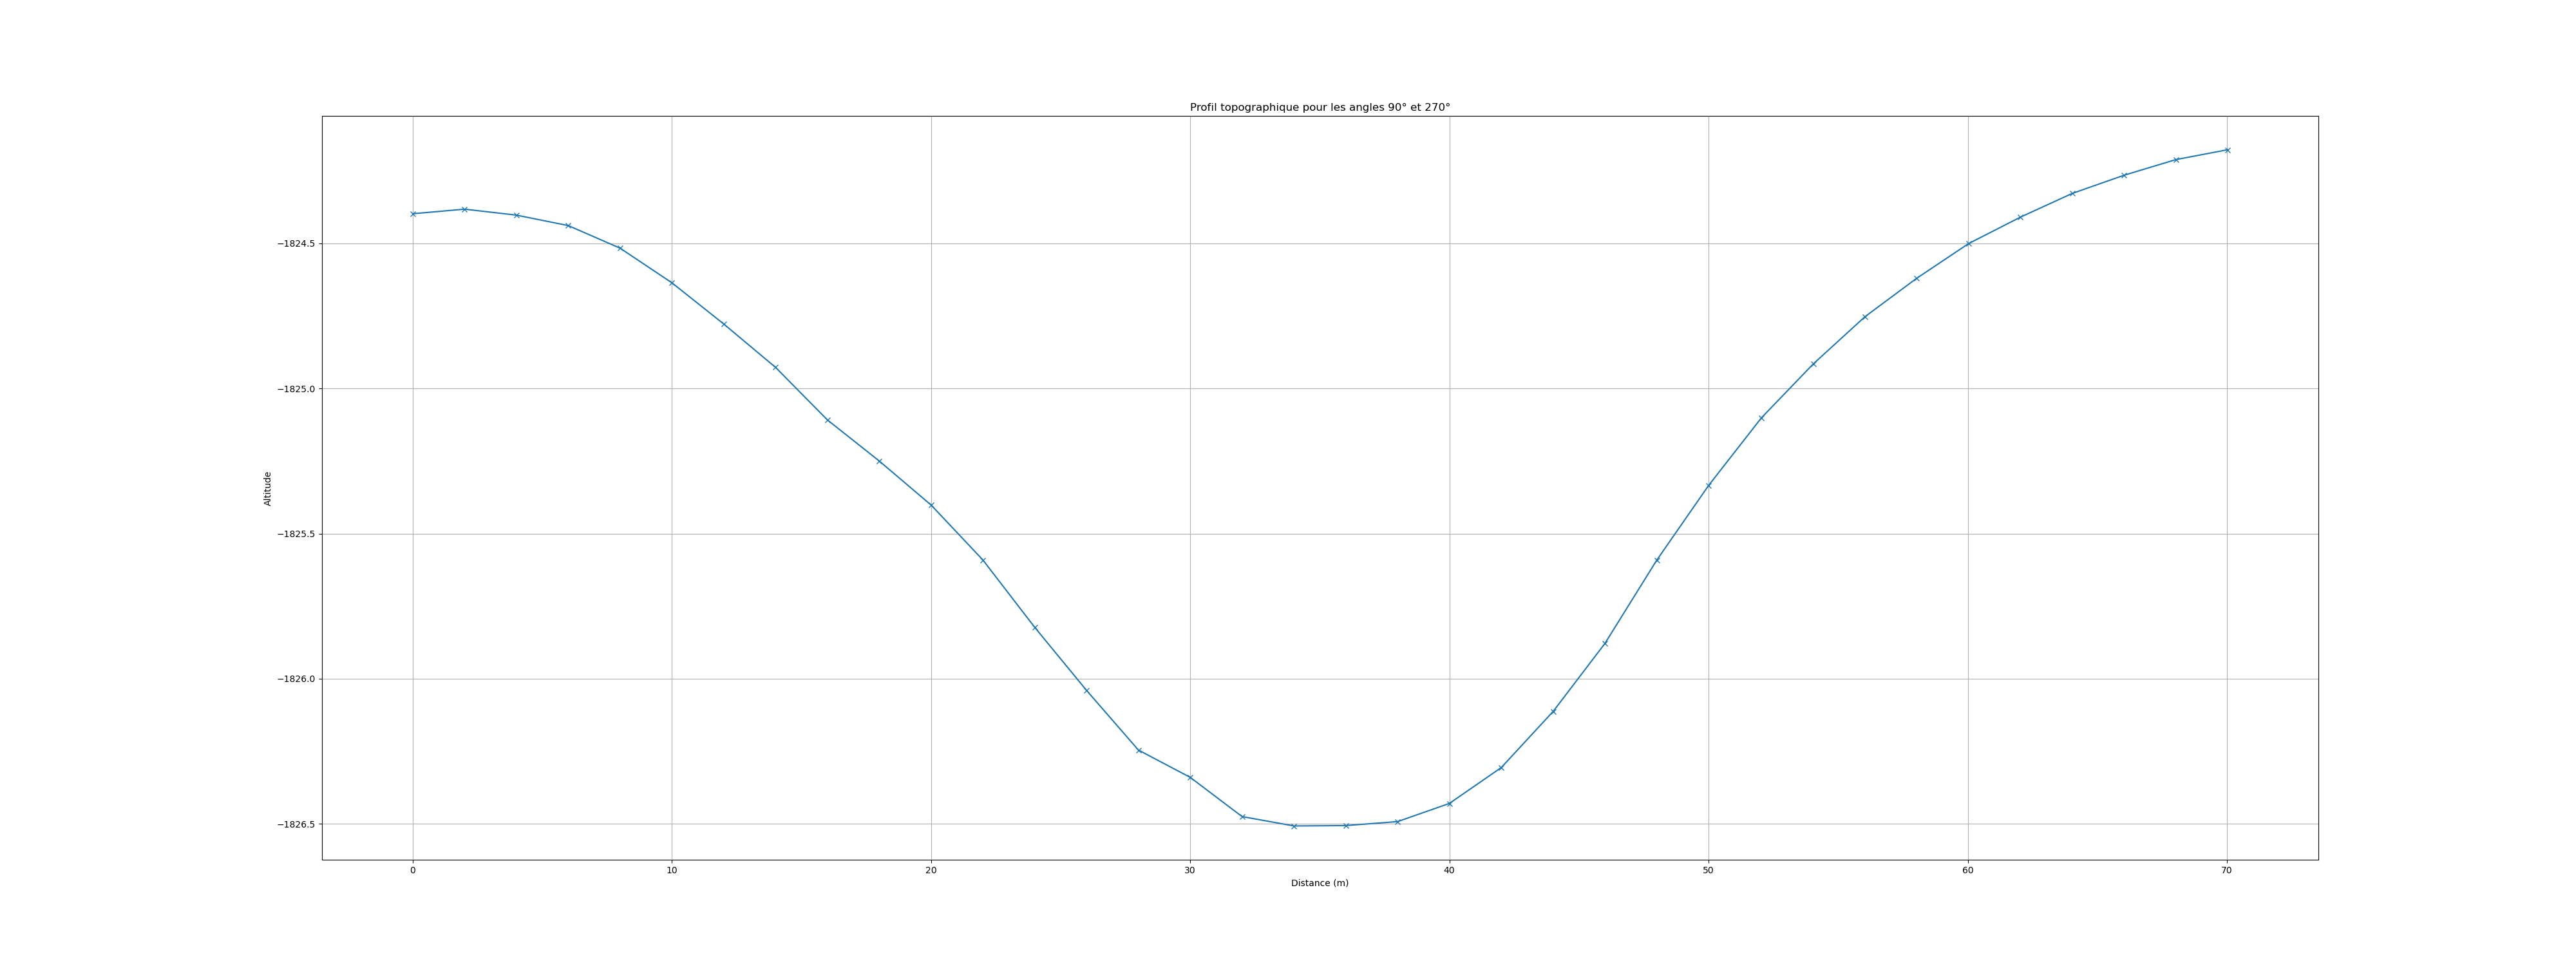 Profil topographique pour les angles 90° et 270°
Altitude
−1824.5
−1825.0
−1825.5
−1826.0
−1826.5
0 10 20 30 40 50 60 70
Distance (m)